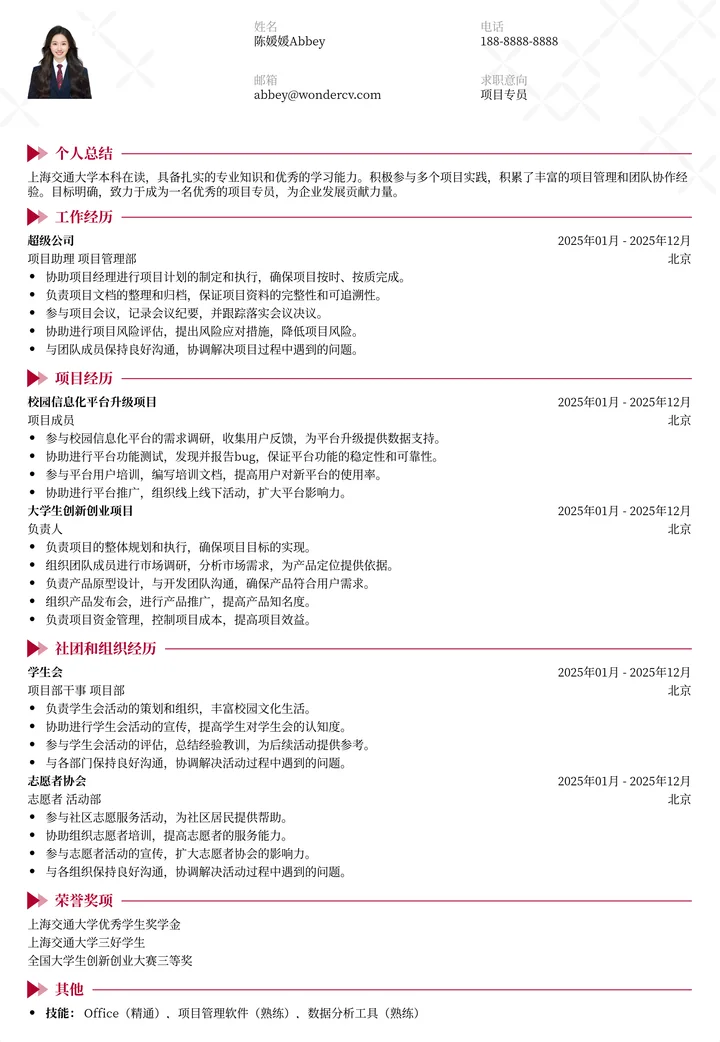 姓名
陈媛媛Abbey
电话
188-8888-8888
邮箱
abbey@wondercv.com
求职意向
项目专员
个人总结
上海交通大学本科在读，具备扎实的专业知识和优秀的学习能力。积极参与多个项目实践，积累了丰富的项目管理和团队协作经
验。目标明确，致力于成为一名优秀的项目专员，为企业发展贡献力量。
工作经历
超级公司 2025年01月 - 2025年12月
项目助理 项目管理部 北京
• 协助项目经理进行项目计划的制定和执行，确保项目按时、按质完成。
• 负责项目文档的整理和归档，保证项目资料的完整性和可追溯性。
• 参与项目会议，记录会议纪要，并跟踪落实会议决议。
• 协助进行项目风险评估，提出风险应对措施，降低项目风险。
• 与团队成员保持良好沟通，协调解决项目过程中遇到的问题。
项目经历
校园信息化平台升级项目 2025年01月 - 2025年12月
项目成员 北京
• 参与校园信息化平台的需求调研，收集用户反馈，为平台升级提供数据支持。
• 协助进行平台功能测试，发现并报告bug，保证平台功能的稳定性和可靠性。
• 参与平台用户培训，编写培训文档，提高用户对新平台的使用率。
• 协助进行平台推广，组织线上线下活动，扩大平台影响力。
大学生创新创业项目 2025年01月 - 2025年12月
负责人 北京
• 负责项目的整体规划和执行，确保项目目标的实现。
• 组织团队成员进行市场调研，分析市场需求，为产品定位提供依据。
• 负责产品原型设计，与开发团队沟通，确保产品符合用户需求。
• 组织产品发布会，进行产品推广，提高产品知名度。
• 负责项目资金管理，控制项目成本，提高项目效益。
社团和组织经历
学生会 2025年01月 - 2025年12月
项目部干事 项目部 北京
• 负责学生会活动的策划和组织，丰富校园文化生活。
• 协助进行学生会活动的宣传，提高学生对学生会的认知度。
• 参与学生会活动的评估，总结经验教训，为后续活动提供参考。
• 与各部门保持良好沟通，协调解决活动过程中遇到的问题。
志愿者协会 2025年01月 - 2025年12月
志愿者 活动部 北京
• 参与社区志愿服务活动，为社区居民提供帮助。
• 协助组织志愿者培训，提高志愿者的服务能力。
• 参与志愿者活动的宣传，扩大志愿者协会的影响力。
• 与各组织保持良好沟通，协调解决活动过程中遇到的问题。
荣誉奖项
上海交通大学优秀学生奖学金
上海交通大学三好学生
全国大学生创新创业大赛三等奖
其他
• 技能： Office（精通）、项目管理软件（熟练）、数据分析工具（熟练）